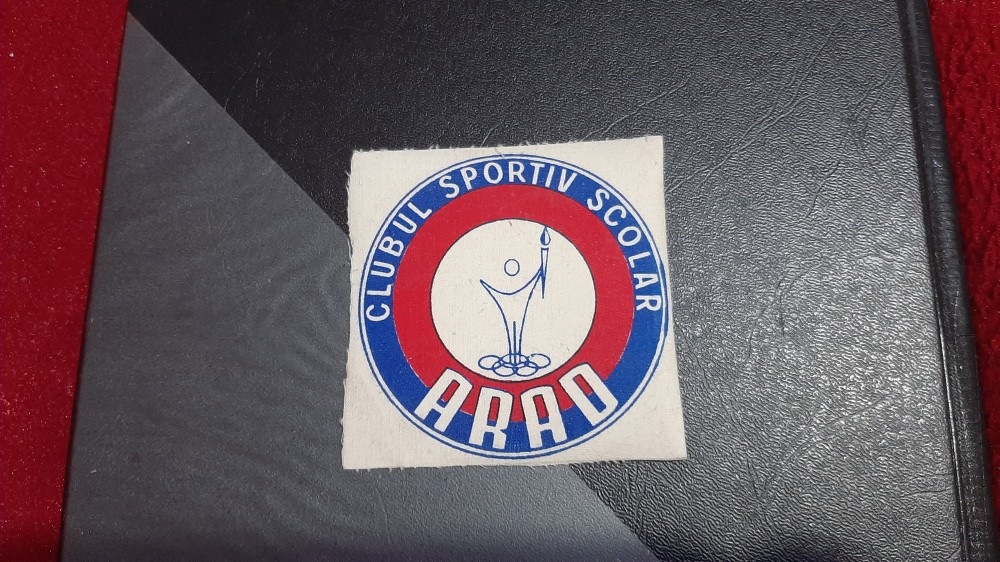 CLUBUL SPORTIV SCOLAR
ARAD